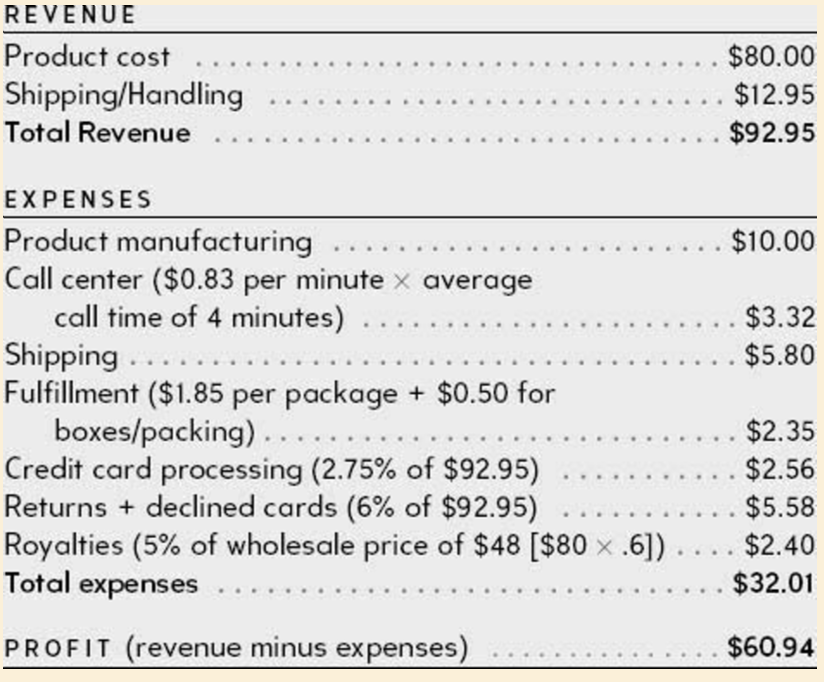 REVENUE
Product cost . . . . . . . . . . . . . . . . . . . . . . . . . . . . . . . . . . . . . . . $80.00
Shipping/Handling . . . . . . . . . . . . . . . . . . . . . . . . . . . . . . . . . . $12.95
Total Revenue . . . . . . . . . . . . . . . . . . . . . . . . . . . . . . . . . . . . . . $92.95
EXPENSES
Product manufacturing . . . . . . . . . . . . . . . . . . . . . . . . . . . . . $10.00
Call center ($0.83 per minute × average
call time of 4 minutes) . . . . . . . . . . . . . . . . . . . . . . . . . . . . $3.32
Shipping . . . . . . . . . . . . . . . . . . . . . . . . . . . . . . . . . . . . . . . . . . . . . $5.80
Fulfillment ($1.85 per package + $0.50 for
boxes/packing) . . . . . . . . . . . . . . . . . . . . . . . . . . . . . . . . . . . $2.35
Credit card processing (2.75% of $92.95) . . . . . . . . . . . . . $2.56
Returns + declined cards (6% of $92.95) . . . . . . . . . . . . . $5.58
Royalties (5% of wholesale price of $48 [$80 × .6]) . . . . $2.40
Total expenses . . . . . . . . . . . . . . . . . . . . . . . . . . . . . . . . . . . . . . $32.01
PROFIT (revenue minus expenses) . . . . . . . . . . . . . . . . . $60.94